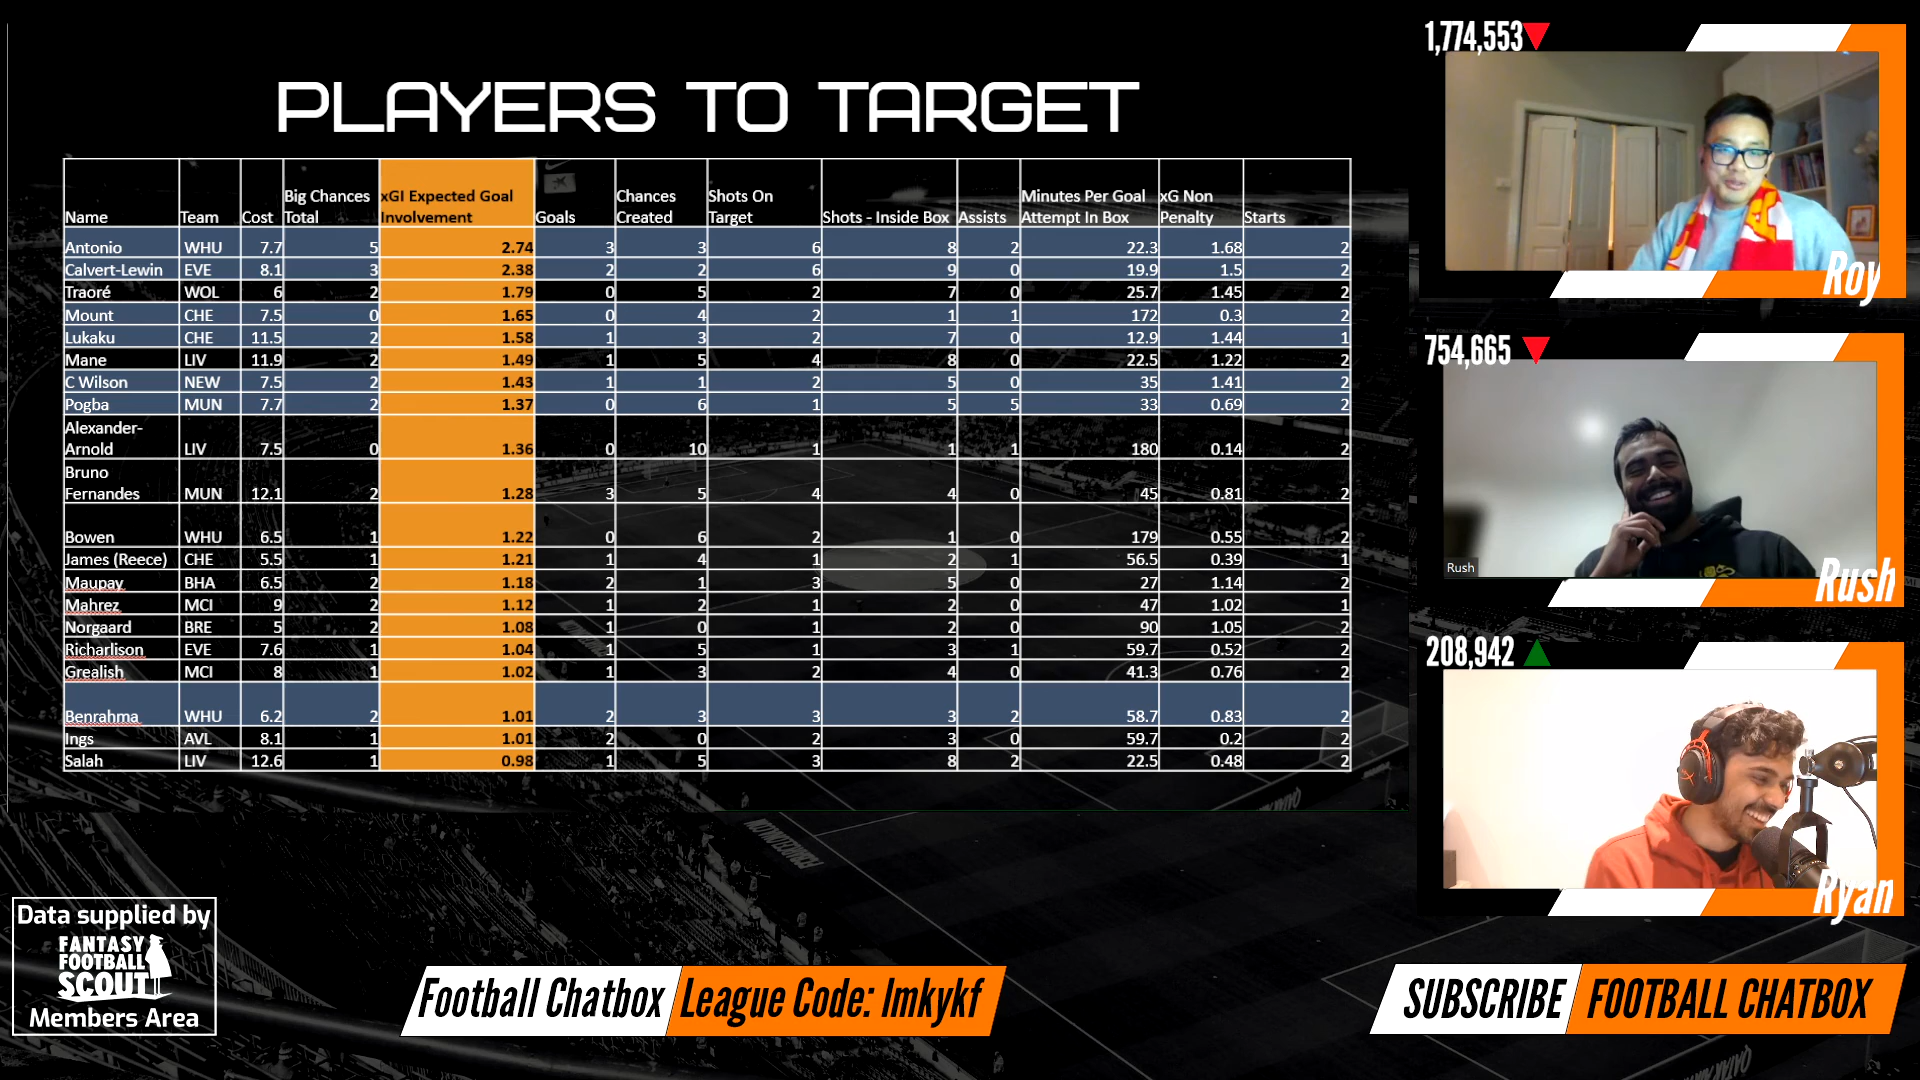 PLAYERS TO TARGET
Name Team Cost Big Chances Total xGI Expected Goal Involvement Goals Chances Created Shots On Target Shots - Inside Box Assists Minutes Per Goal Attempt In Box xG Non Penalty Starts
Antonio WHU 7.7 5 2.74 3 3 6 8 2 22.3 1.68 2
Calvert-Lewin EVE 8.1 3 2.38 2 2 6 9 0 19.9 1.5 2
Traoré WOL 6 2 1.79 0 5 2 7 0 25.7 1.45 2
Mount CHE 7.5 0 1.65 0 4 2 1 1 172 0.3 2
Lukaku CHE 11.5 2 1.58 1 3 2 7 0 12.9 1.44 1
Mane LIV 11.9 2 1.49 1 5 4 8 0 22.5 1.22 2
C Wilson NEW 7.5 2 1.43 1 1 2 5 0 35 1.41 2
Pogba MUN 7.7 2 1.37 0 6 1 5 5 33 0.69 2
Alexander-
Arnold LIV 7.5 0 1.36 0 10 1 1 1 180 0.14 2
Bruno
Fernandes MUN 12.1 2 1.28 3 5 4 4 0 45 0.81 2
Bowen WHU 6.5 1 1.22 0 6 2 1 0 179 0.55 2
James (Reece) CHE 5.5 1 1.21 1 4 1 2 1 56.5 0.39 1
Maupay BHA 6.5 2 1.18 2 1 3 5 0 27 1.14 2
Mahrez MCI 9 2 1.12 1 2 1 2 0 47 1.02 1
Norgaard BRE 5 2 1.08 1 0 1 2 0 90 1.05 2
Richarlison EVE 7.6 1 1.04 1 5 1 3 1 59.7 0.52 2
Grealish MCI 8 1 1.02 1 3 2 4 0 41.3 0.76 2
Benrahma WHU 6.2 2 1.01 2 3 3 3 2 58.7 0.83 2
Ings AVL 8.1 1 1.01 2 0 2 3 0 59.7 0.2 2
Salah LIV 12.6 1 0.98 1 5 3 8 2 22.5 0.48 2
1,774,553
Roy
754,665
Rush
Rush
208,942
Ryan
Data supplied by
FANTASY
FOOTBALL
SCOUT
Members Area
Football Chatbox League Code: lmkykf
SUBSCRIBE FOOTBALL CHATBOX